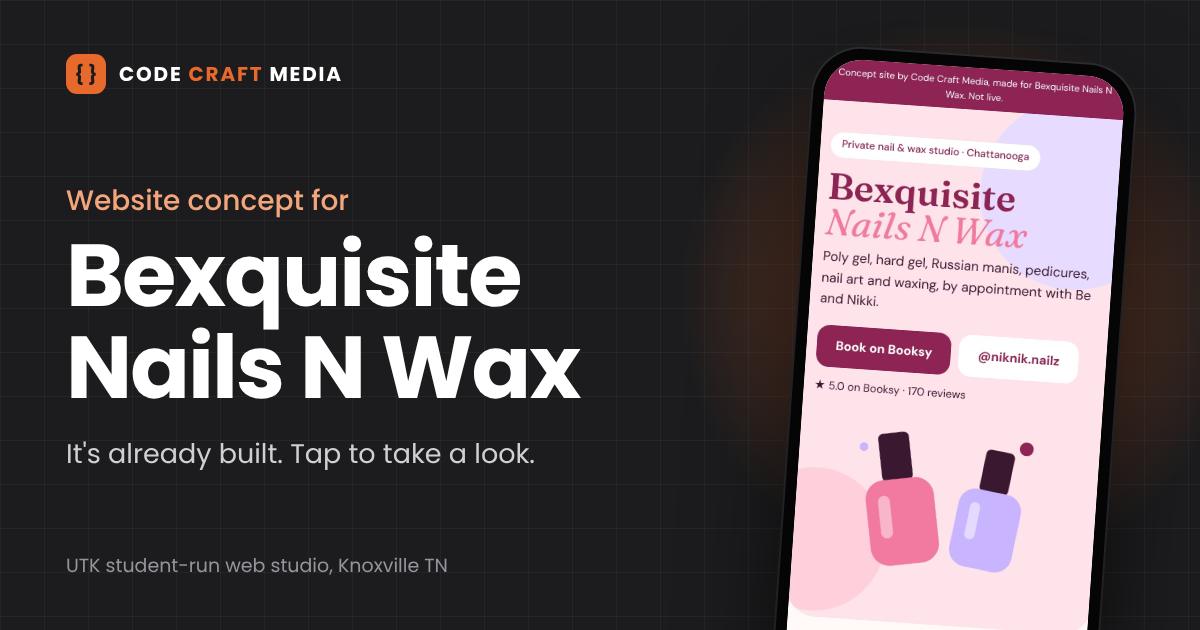 { } CODE CRAFT MEDIA
Website concept for
Bexquisite
Nails N Wax
It's already built. Tap to take a look.
UTK student-run web studio, Knoxville TN
Concept site by Code Craft Media, made for Bexquisite Nails N
Wax. Not live.
Private nail & wax studio · Chattanooga
Bexquisite
Nails N Wax
Poly gel, hard gel, Russian manis, pedicures,
nail art and waxing, by appointment with Be
and Nikki.
Book on Booksy
@niknik.nailz
★ 5.0 on Booksy · 170 reviews